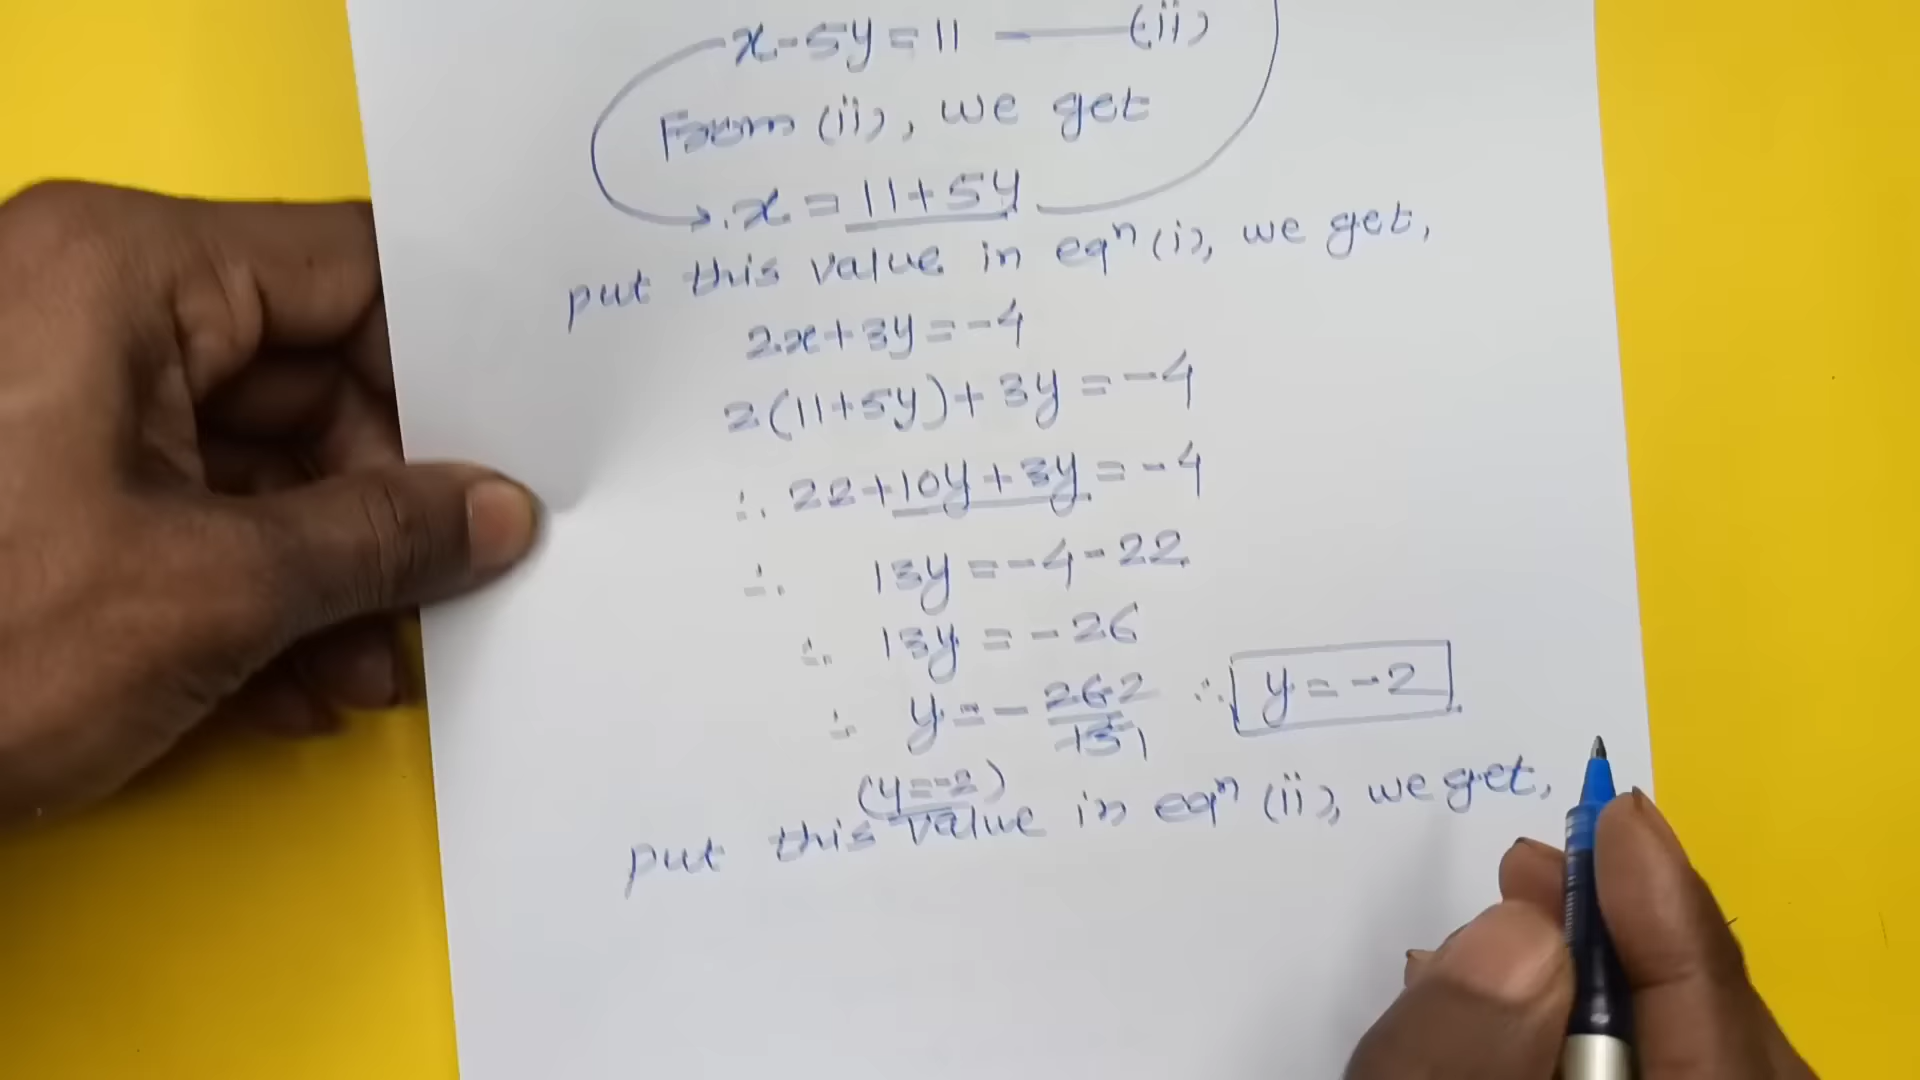 x-5y=11 —— (ii)
From (ii), we get
x = 11+5y
put this value in eqⁿ (i), we get,
2x+3y=-4
2(11+5y)+3y=-4
∴ 22+10y+3y=-4
∴ 13y=-4-22
∴ 13y=-26
∴ y=-26 2/13 1 ∴ y=-2
(y=-2)
put this value in eqⁿ (ii), we get,